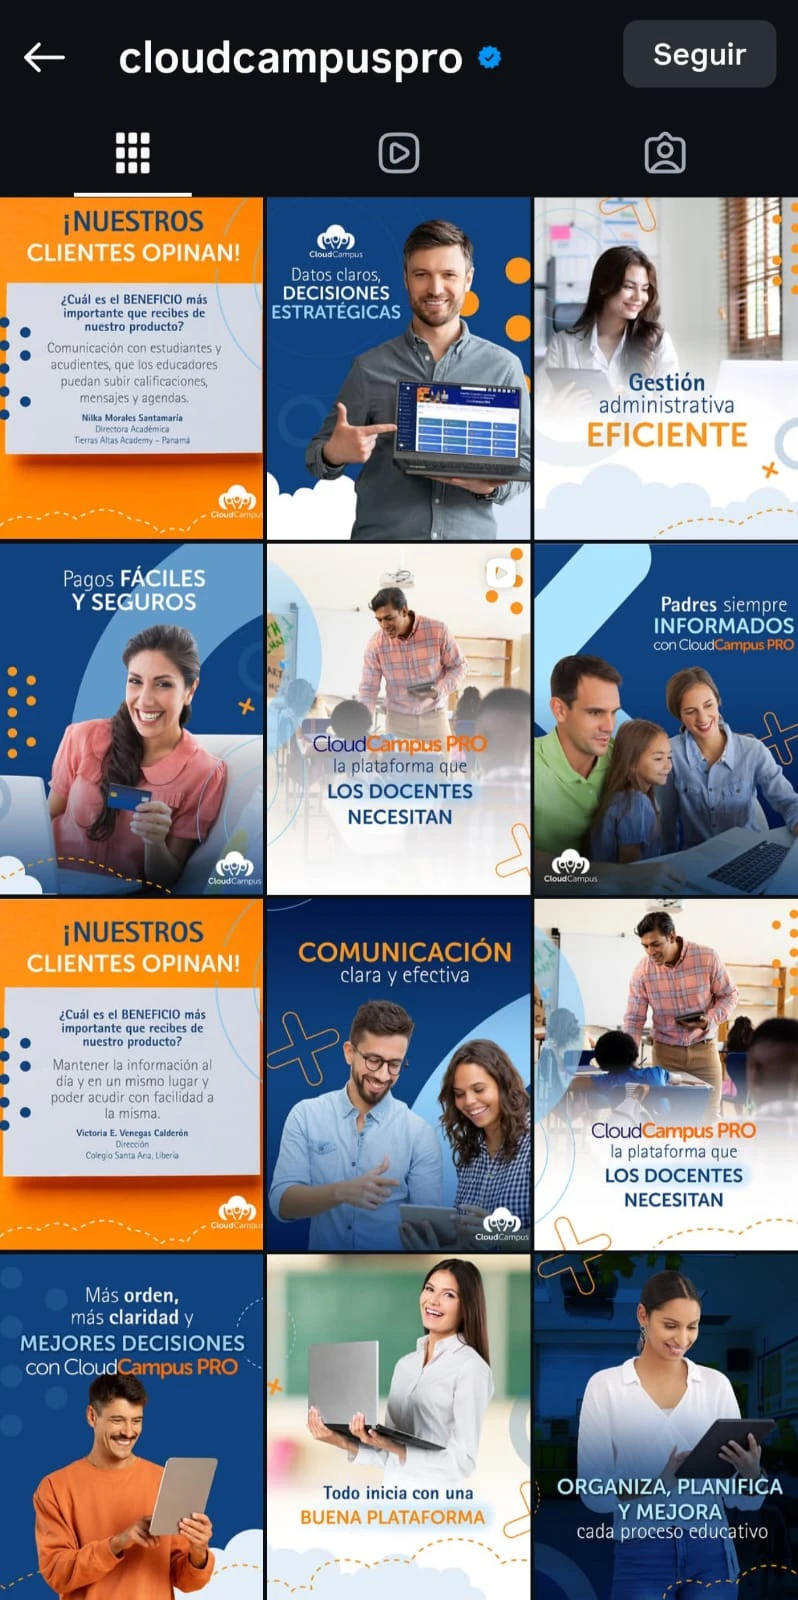 cloudcampuspro
Seguir
¡NUESTROS
CLIENTES OPINAN!
¿Cuál es el BENEFICIO más
importante que recibes de
nuestro producto?
Comunicación con estudiantes y
acudientes, que los educadores
puedan subir calificaciones,
mensajes y agendas.
Nilka Morales Santamaría
Directora Académica
Tierras Altas Academy - Panamá
CloudCampus
CloudCampus
Datos claros,
DECISIONES
ESTRATÉGICAS
Gestión
administrativa
EFICIENTE
Pagos FÁCILES
Y SEGUROS
CloudCampus
CloudCampus PRO
la plataforma que
LOS DOCENTES
NECESITAN
Padres siempre
INFORMADOS
con CloudCampus PRO
CloudCampus
¡NUESTROS
CLIENTES OPINAN!
¿Cuál es el BENEFICIO más
importante que recibes de
nuestro producto?
Mantener la información al
día y en un mismo lugar y
poder acudir con facilidad a
la misma.
Victoria E. Venegas Calderón
Dirección
Colegio Santa Ana, Liberia
CloudCampus
COMUNICACIÓN
clara y efectiva
CloudCampus
CloudCampus PRO
la plataforma que
LOS DOCENTES
NECESITAN
Más orden,
más claridad y
MEJORES DECISIONES
con CloudCampus PRO
Todo inicia con una
BUENA PLATAFORMA
ORGANIZA, PLANIFICA
Y MEJORA
cada proceso educativo